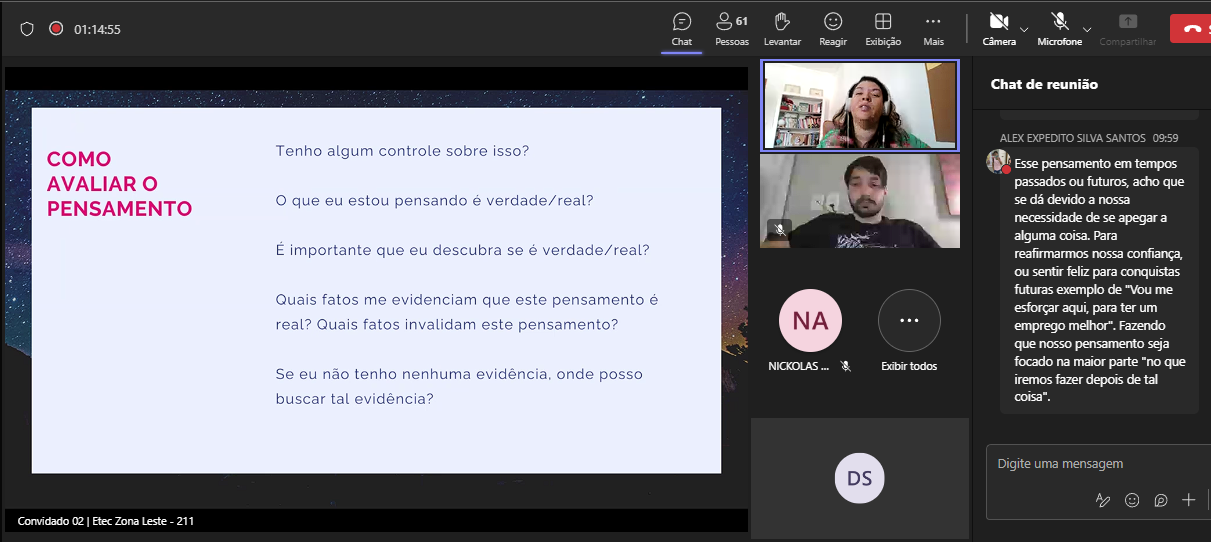 01:14:55
Chat
61
Pessoas
Levantar
Reagir
Exibição
Mais
Câmera
Microfone
Compartilhar
S
COMO
AVALIAR O
PENSAMENTO
Tenho algum controle sobre isso?
O que eu estou pensando é verdade/real?
É importante que eu descubra se é verdade/real?
Quais fatos me evidenciam que este pensamento é
real? Quais fatos invalidam este pensamento?
Se eu não tenho nenhuma evidência, onde posso
buscar tal evidência?
Convidado 02 | Etec Zona Leste - 211
NA
NICKOLAS ...
Exibir todos
DS
Chat de reunião
ALEX EXPEDITO SILVA SANTOS 09:59
Esse pensamento em tempos
passados ou futuros, acho que
se dá devido a nossa
necessidade de se apegar a
alguma coisa. Para
reafirmarmos nossa confiança,
ou sentir feliz para conquistas
futuras exemplo de "Vou me
esforçar aqui, para ter um
emprego melhor". Fazendo
que nosso pensamento seja
focado na maior parte "no que
iremos fazer depois de tal
coisa".
Digite uma mensagem